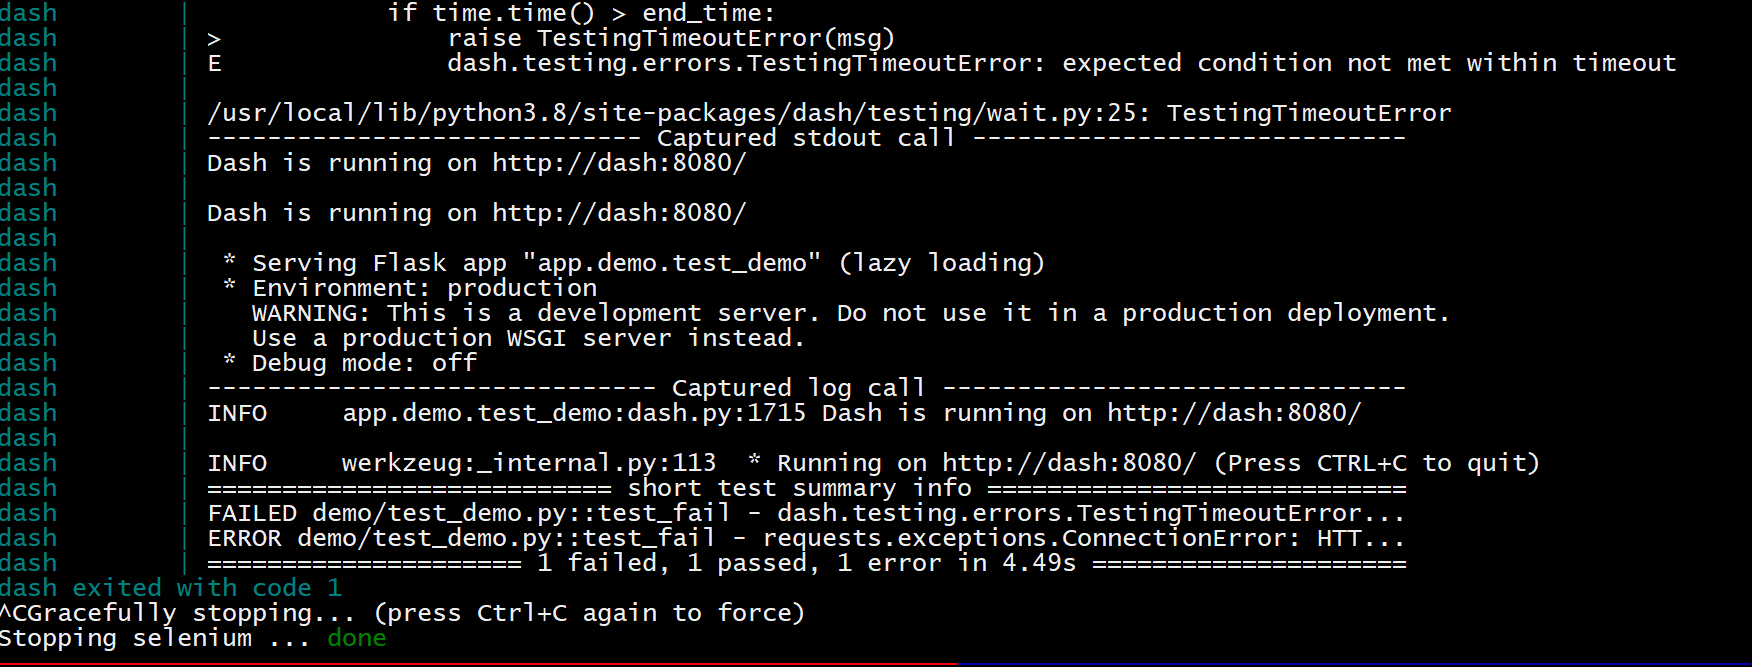 dash | if time.time() > end_time:
dash | > raise TestingTimeoutError(msg)
dash | E dash.testing.errors.TestingTimeoutError: expected condition not met within timeout
dash |
dash | /usr/local/lib/python3.8/site-packages/dash/testing/wait.py:25: TestingTimeoutError
dash | ----------------------------- Captured stdout call -----------------------------
dash | Dash is running on http://dash:8080/
dash |
dash | Dash is running on http://dash:8080/
dash |
dash | * Serving Flask app "app.demo.test_demo" (lazy loading)
dash | * Environment: production
dash | WARNING: This is a development server. Do not use it in a production deployment.
dash | Use a production WSGI server instead.
dash | * Debug mode: off
dash | ------------------------------ Captured log call -------------------------------
dash | INFO app.demo.test_demo:dash.py:1715 Dash is running on http://dash:8080/
dash |
dash | INFO werkzeug:_internal.py:113 * Running on http://dash:8080/ (Press CTRL+C to quit)
dash | =========================== short test summary info ============================
dash | FAILED demo/test_demo.py::test_fail - dash.testing.errors.TestingTimeoutError...
dash | ERROR demo/test_demo.py::test_fail - requests.exceptions.ConnectionError: HTT...
dash | ===================== 1 failed, 1 passed, 1 error in 4.49s =====================
dash exited with code 1
^CGracefully stopping... (press Ctrl+C again to force)
Stopping selenium ... done